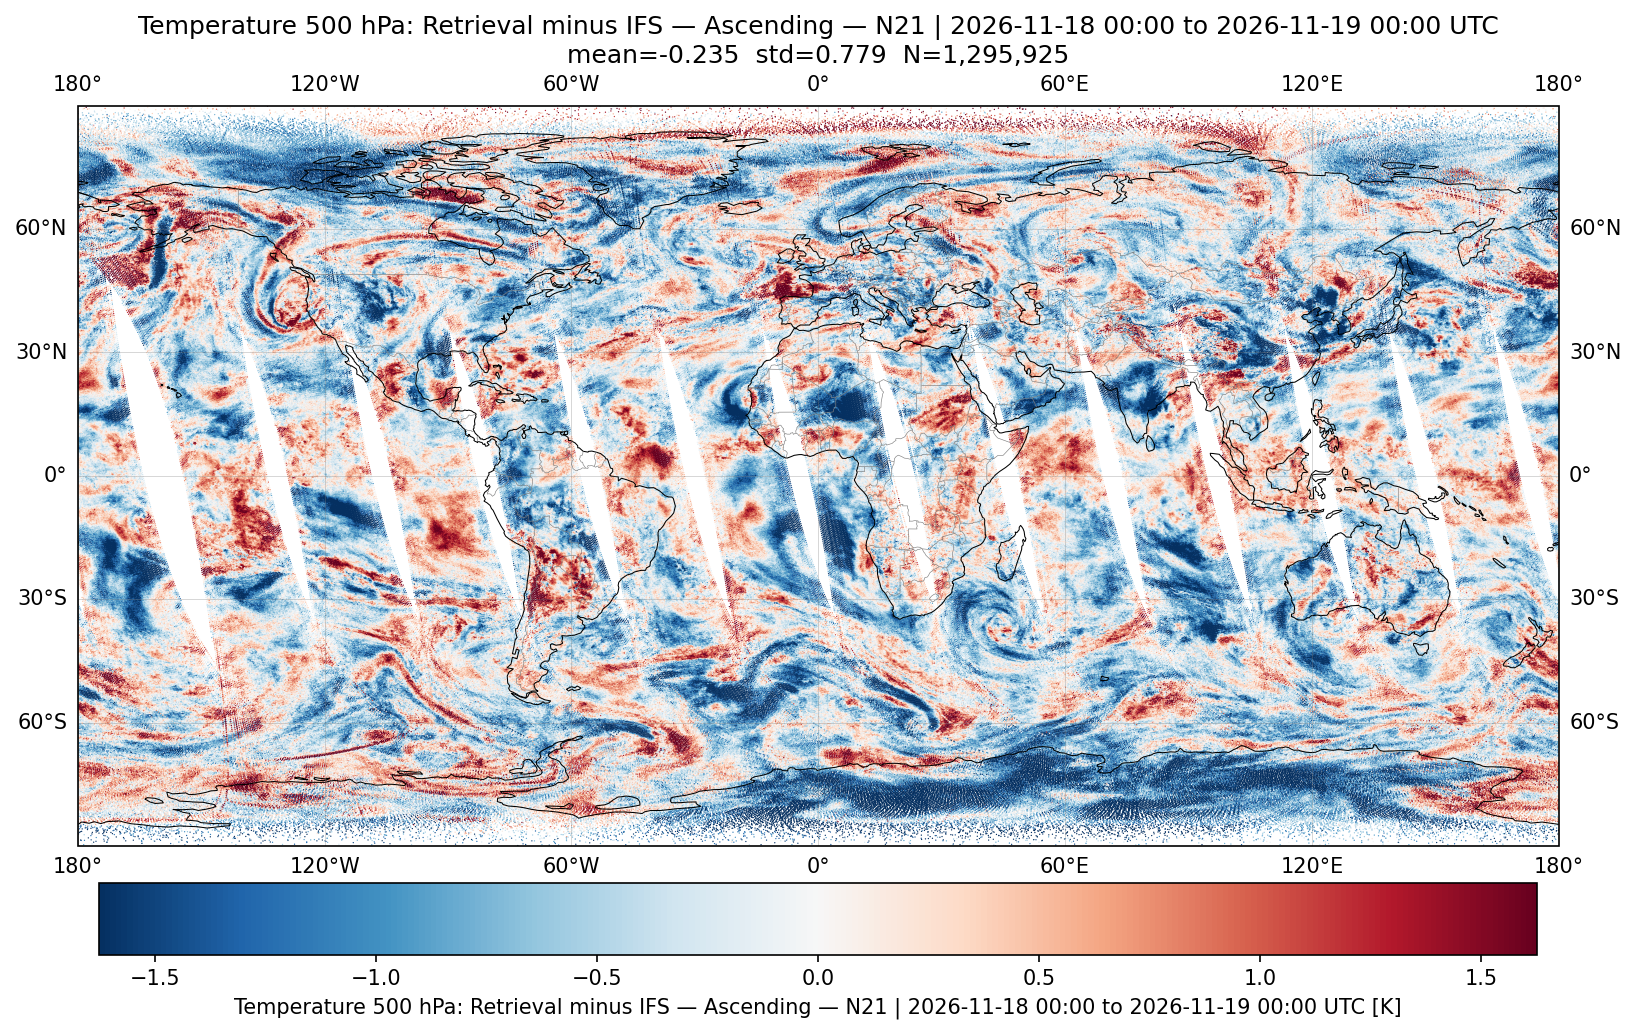 Temperature 500 hPa: Retrieval minus IFS — Ascending — N21 | 2026-11-18 00:00 to 2026-11-19 00:00 UTC
mean=-0.235  std=0.779  N=1,295,925
180° 120°W 60°W 0° 60°E 120°E 180°
60°N 60°N
30°N 30°N
0° 0°
30°S 30°S
60°S 60°S
180° 120°W 60°W 0° 60°E 120°E 180°
−1.5 −1.0 −0.5 0.0 0.5 1.0 1.5
Temperature 500 hPa: Retrieval minus IFS — Ascending — N21 | 2026-11-18 00:00 to 2026-11-19 00:00 UTC [K]